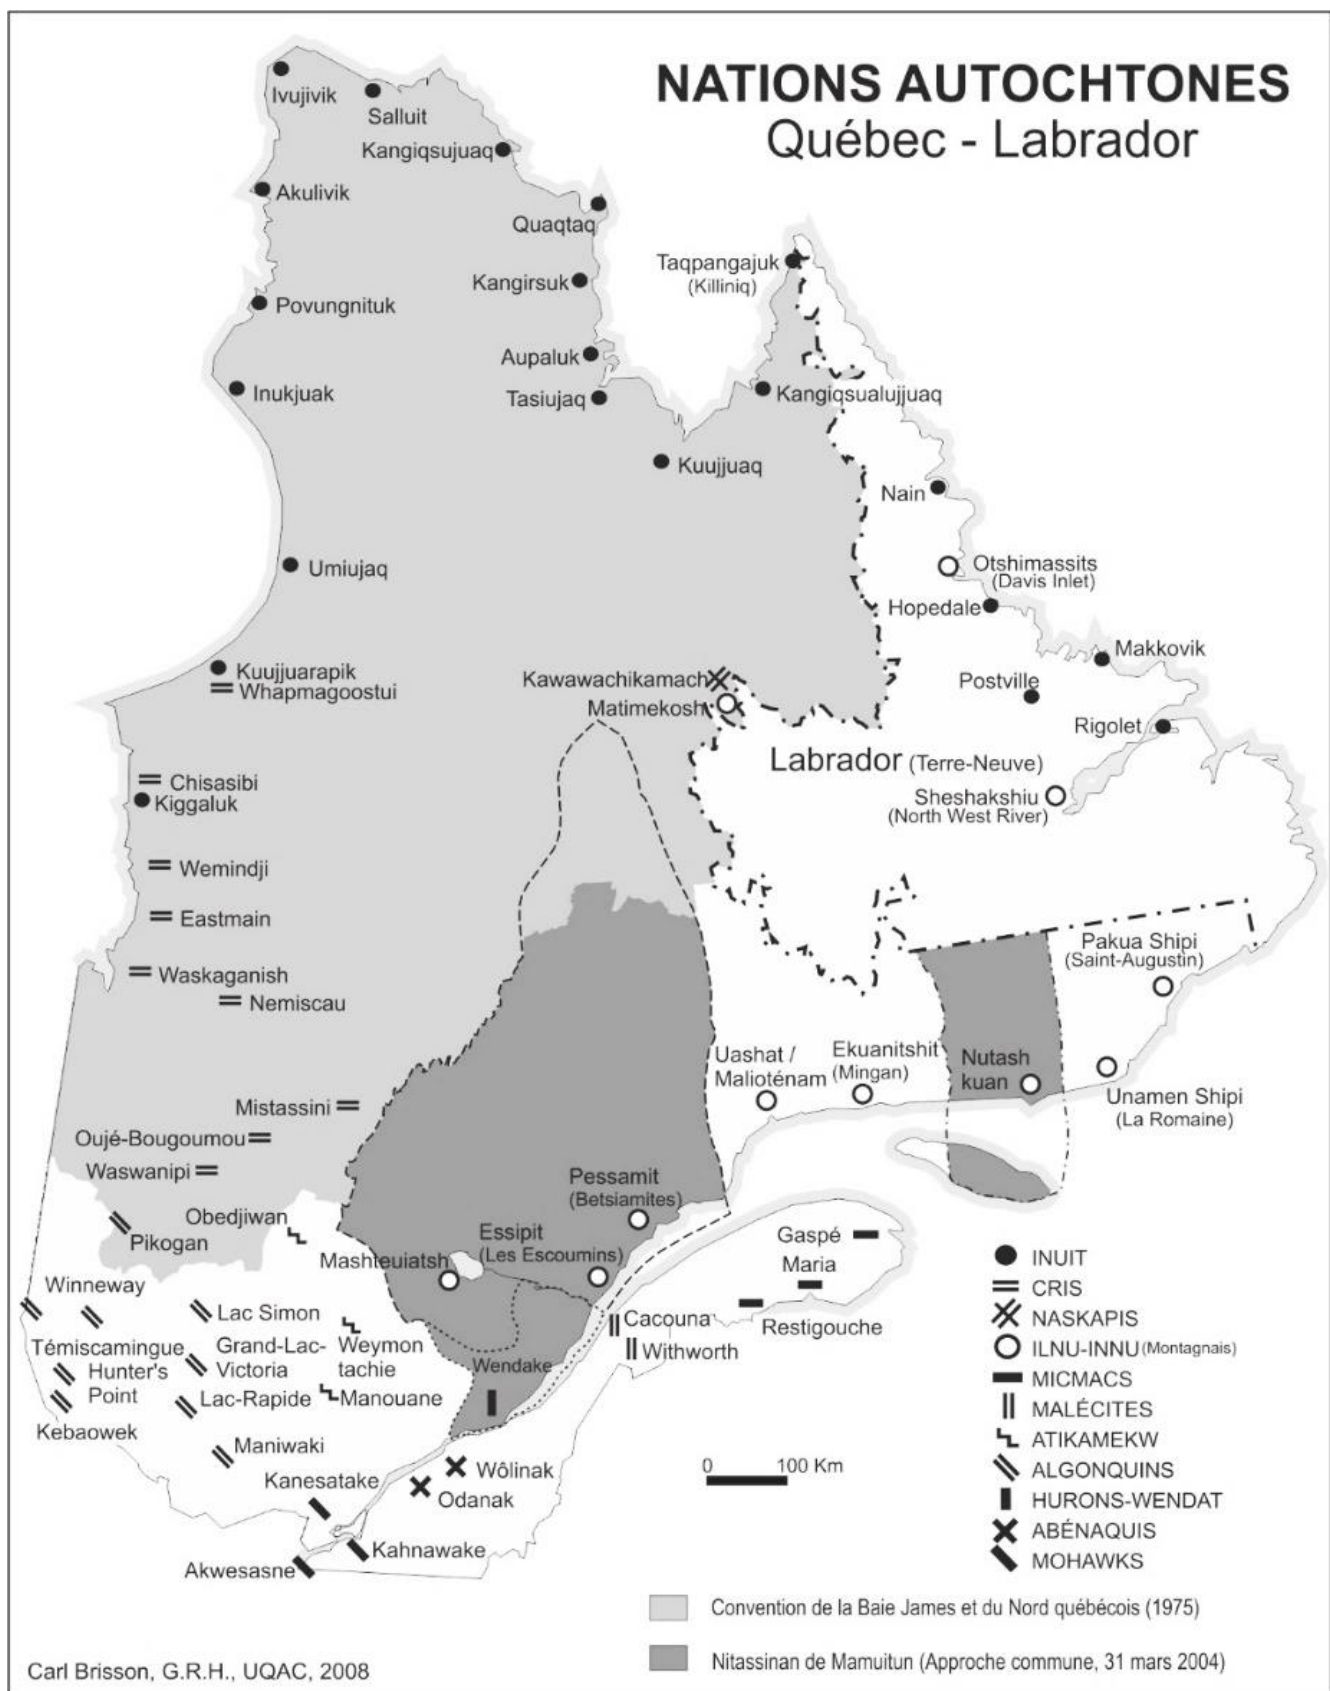 NATIONS AUTOCHTONES
Québec - Labrador
Ivujivik
Salluit
Kangiqsujuaq
Akulivik
Quaqtaq
Taqpangajuk
(Killiniq)
Kangirsuk
Povungnituk
Aupaluk
Inukjuak
Tasiujaq
Kangiqsualujjuaq
Kuujjuaq
Nain
Umiujaq
Otshimassits
(Davis Inlet)
Hopedale
Makkovik
Kuujjuarapik
Whapmagoostui
Kawawachikamach
Matimekosh
Postville
Rigolet
Labrador (Terre-Neuve)
Chisasibi
Kiggaluk
Sheshakshiu
(North West River)
Wemindji
Eastmain
Pakua Shipi
(Saint-Augustin)
Waskaganish
Nemiscau
Uashat /
Malioténam
Ekuanitshit
(Mingan)
Nutash
kuan
Unamen Shipi
(La Romaine)
Mistassini
Oujé-Bougoumou
Waswanipi
Pessamit
(Betsiamites)
Obedjiwan
Pikogan
Essipit
(Les Escoumins)
Mashteuiatsh
Gaspé
Maria
Restigouche
Winneway
Lac Simon
Cacouna
Withworth
Témiscamingue
Hunter's
Point
Grand-Lac-
Victoria
Weymon
tachie
Wendake
Lac-Rapide
Manouane
Kebaowek
Maniwaki
Kanesatake
Wôlinak
Odanak
Kahnawake
Akwesasne
0 100 Km
INUIT
CRIS
NASKAPIS
ILNU-INNU (Montagnais)
MICMACS
MALÉCITES
ATIKAMEKW
ALGONQUINS
HURONS-WENDAT
ABÉNAQUIS
MOHAWKS
Convention de la Baie James et du Nord québécois (1975)
Nitassinan de Mamuitun (Approche commune, 31 mars 2004)
Carl Brisson, G.R.H., UQAC, 2008